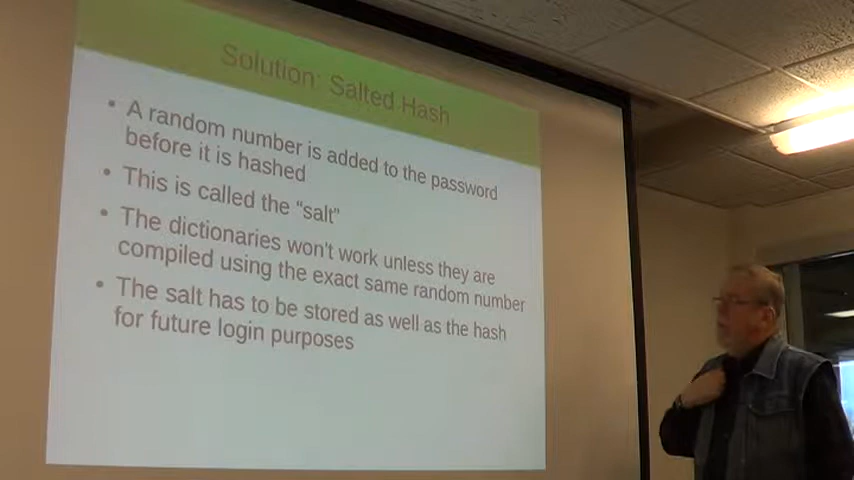 Solution: Salted Hash
• A random number is added to the password
before it is hashed
• This is called the “salt”
• The dictionaries won't work unless they are
compiled using the exact same random number
• The salt has to be stored as well as the hash
for future login purposes